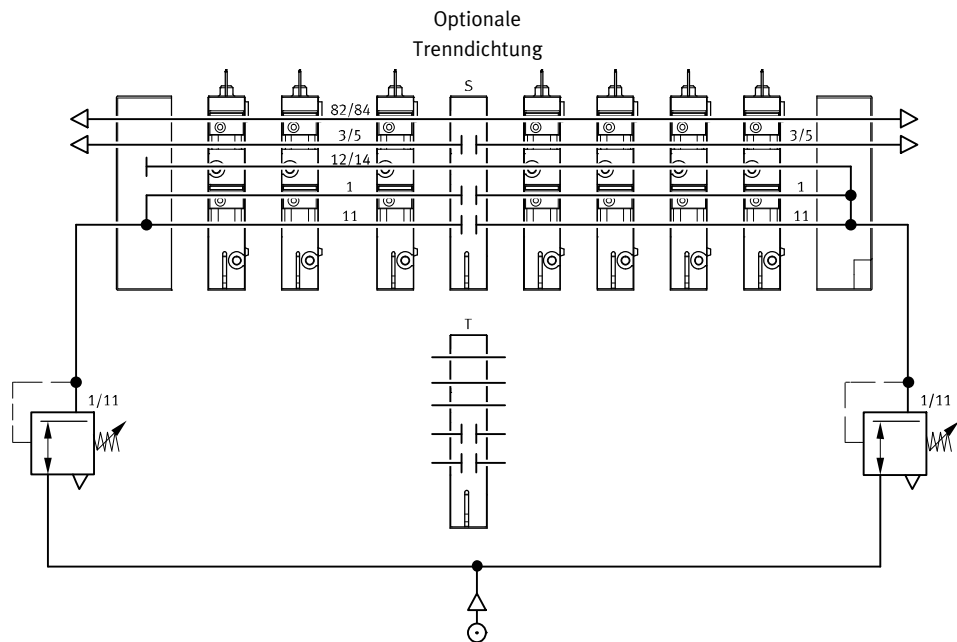 Optionale
Trenndichtung
S
82/84
3/5 3/5
12/14
1 1
11 11
T
1/11 1/11